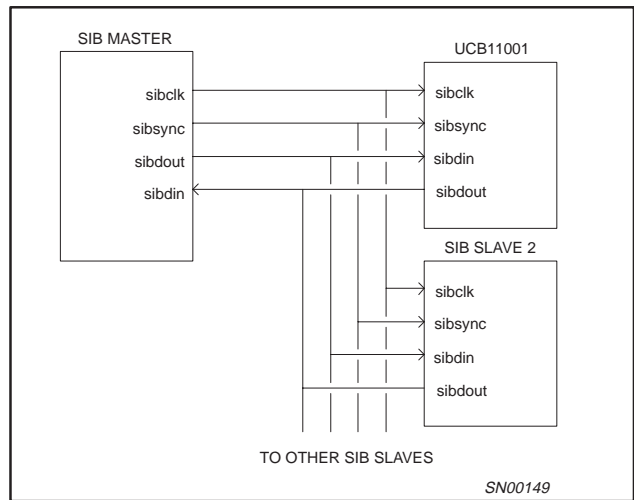 SIB MASTER
sibclk
sibsync
sibdout
sibdin
UCB11001
sibclk
sibsync
sibdin
sibdout
SIB SLAVE 2
sibclk
sibsync
sibdin
sibdout
TO OTHER SIB SLAVES
SN00149